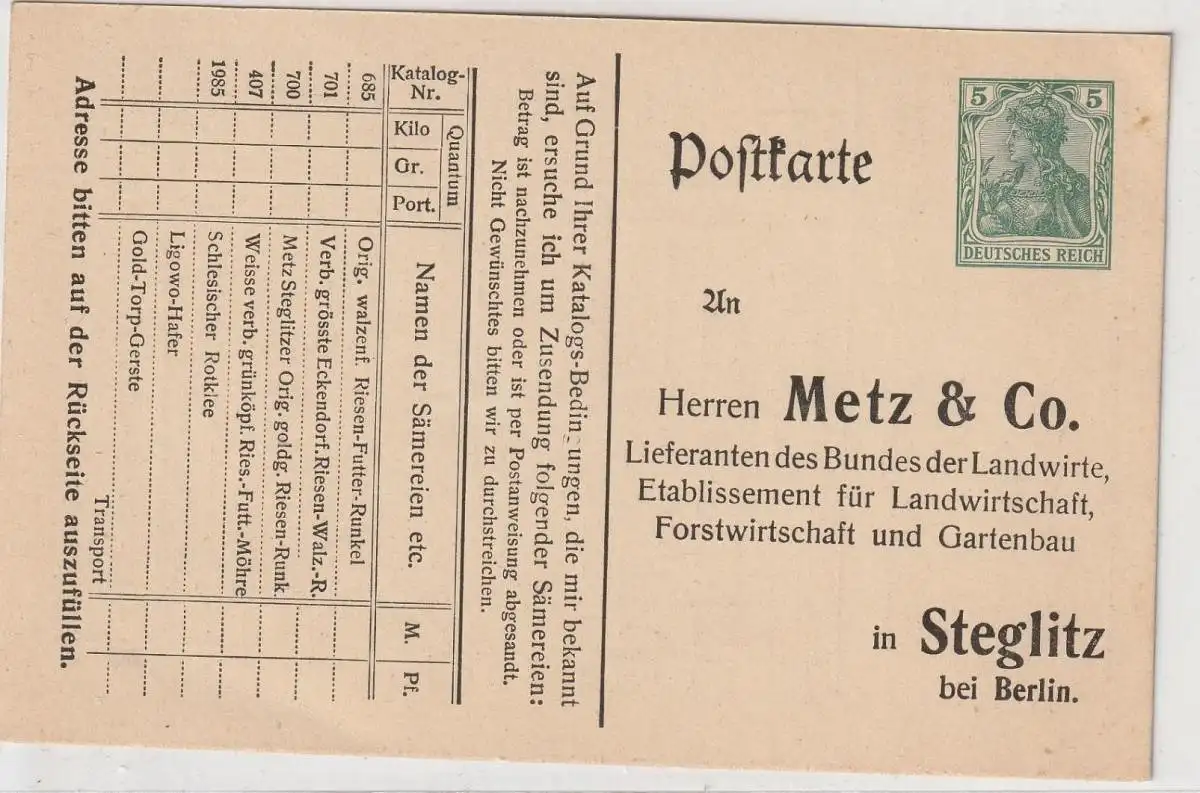 Auf Grund Ihrer Katalogs-Bedingungen, die mir bekannt
sind, ersuche ich um Zusendung folgender Sämereien:
Betrag ist nachzunehmen oder ist per Postanweisung abgesandt.
Nicht Gewünschtes bitten wir zu durchstreichen.
Katalog-Nr. Quantum Kilo Gr. Port. Namen der Sämereien etc. M. Pf.
685 Orig. walzenf. Riesen-Futter-Runkel
701 Verb. grösste Eckendorf. Riesen-Walz.-R.
700 Metz Steglitzer Orig. goldg. Riesen-Runk.
407 Weisse verb. grünköpf. Ries.-Futt.-Möhre
1985 Schlesischer Rotklee
Ligowo-Hafer
Gold-Torp-Gerste
Transport
Adresse bitten auf der Rückseite auszufüllen.
5 5
DEUTSCHES REICH
Poſtkarte
An
Herren Metz & Co.
Lieferanten des Bundes der Landwirte,
Etablissement für Landwirtschaft,
Forstwirtschaft und Gartenbau
in Steglitz
bei Berlin.